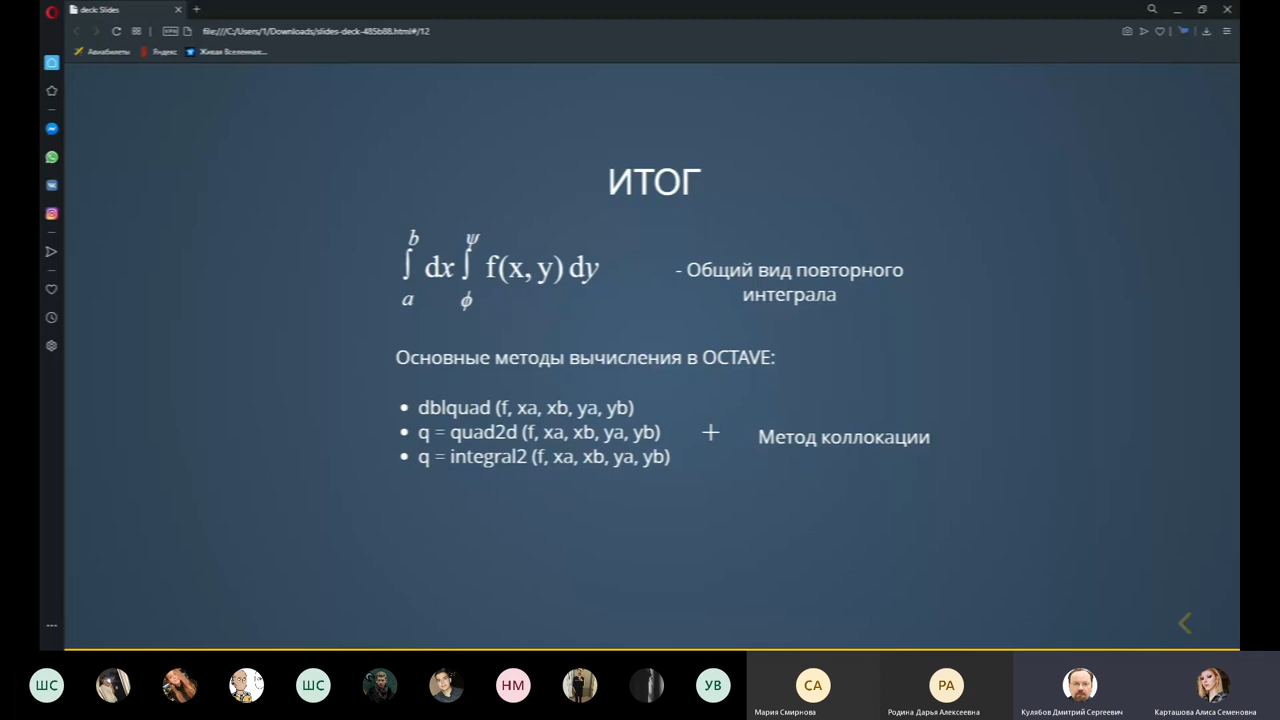 deck: Slides
file:///C:/Users/1/Downloads/slides-deck-485b88.html#/12
Авиабилеты Яндекс Живая Вселенная...
ИТОГ
b ψ
∫ dx ∫ f(x, y) dy
a ϕ
- Общий вид повторного
интеграла
Основные методы вычисления в OCTAVE:
• dblquad (f, xa, xb, ya, yb)
• q = quad2d (f, xa, xb, ya, yb)
• q = integral2 (f, xa, xb, ya, yb)
+
Метод коллокации
ШС ШС НМ УВ СА РА
Мария Смирнова
Родина Дарья Алексеевна
Кулябов Дмитрий Сергеевич
Карташова Алиса Семеновна